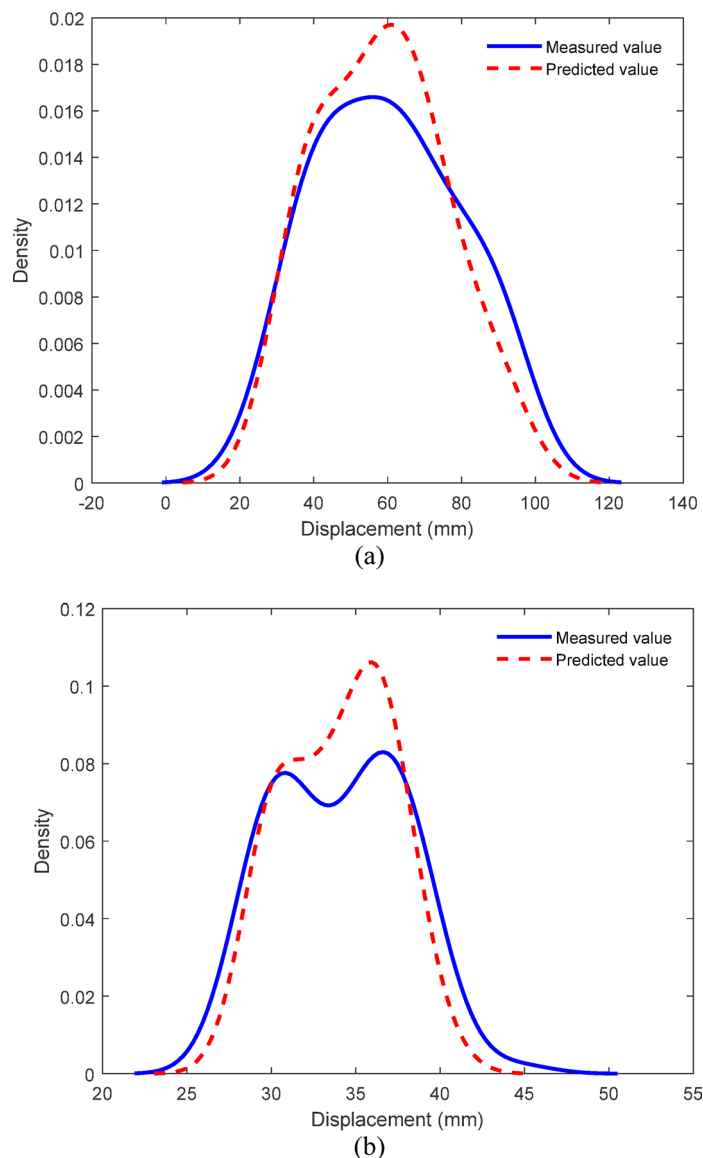 0.02
0.018
0.016
0.014
0.012
0.01
0.008
0.006
0.004
0.002
0
Density
Measured value
Predicted value
-20 0 20 40 60 80 100 120 140
Displacement (mm)
(a)
0.12
0.1
0.08
0.06
0.04
0.02
0
Density
Measured value
Predicted value
20 25 30 35 40 45 50 55
Displacement (mm)
(b)